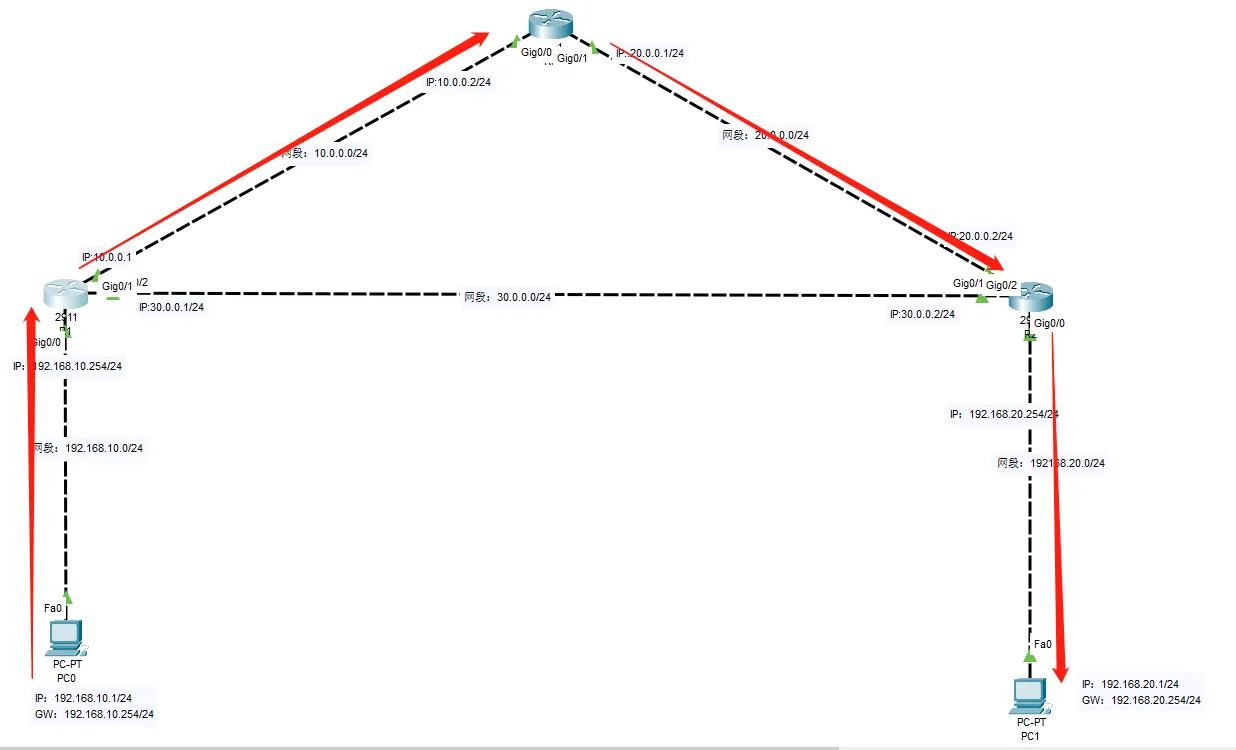 Gig0/0
Gig0/1
IP:20.0.0.1/24
IP:10.0.0.2/24
网段：20.0.0.0/24
网段：10.0.0.0/24
IP:20.0.0.2/24
IP:10.0.0.1
Gig0/1
/2
Gig0/1
Gig0/2
网段：30.0.0.0/24
IP:30.0.0.1/24
IP:30.0.0.2/24
2911
Gig0/0
Gig0/0
IP：192.168.10.254/24
IP：192.168.20.254/24
网段：192.168.10.0/24
网段：192168.20.0/24
Fa0
Fa0
PC-PT
PC0
IP：192.168.10.1/24
GW：192.168.10.254/24
IP：192.168.20.1/24
GW：192.168.20.254/24
PC-PT
PC1